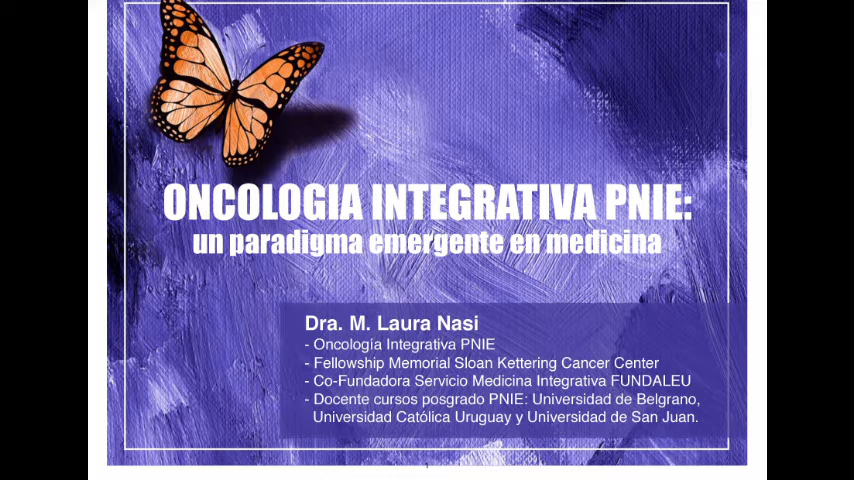 ONCOLOGIA INTEGRATIVA PNIE:
un paradigma emergente en medicina
Dra. M. Laura Nasi
- Oncología Integrativa PNIE
- Fellowship Memorial Sloan Kettering Cancer Center
- Co-Fundadora Servicio Medicina Integrativa FUNDALEU
- Docente cursos posgrado PNIE: Universidad de Belgrano,
Universidad Católica Uruguay y Universidad de San Juan.
1